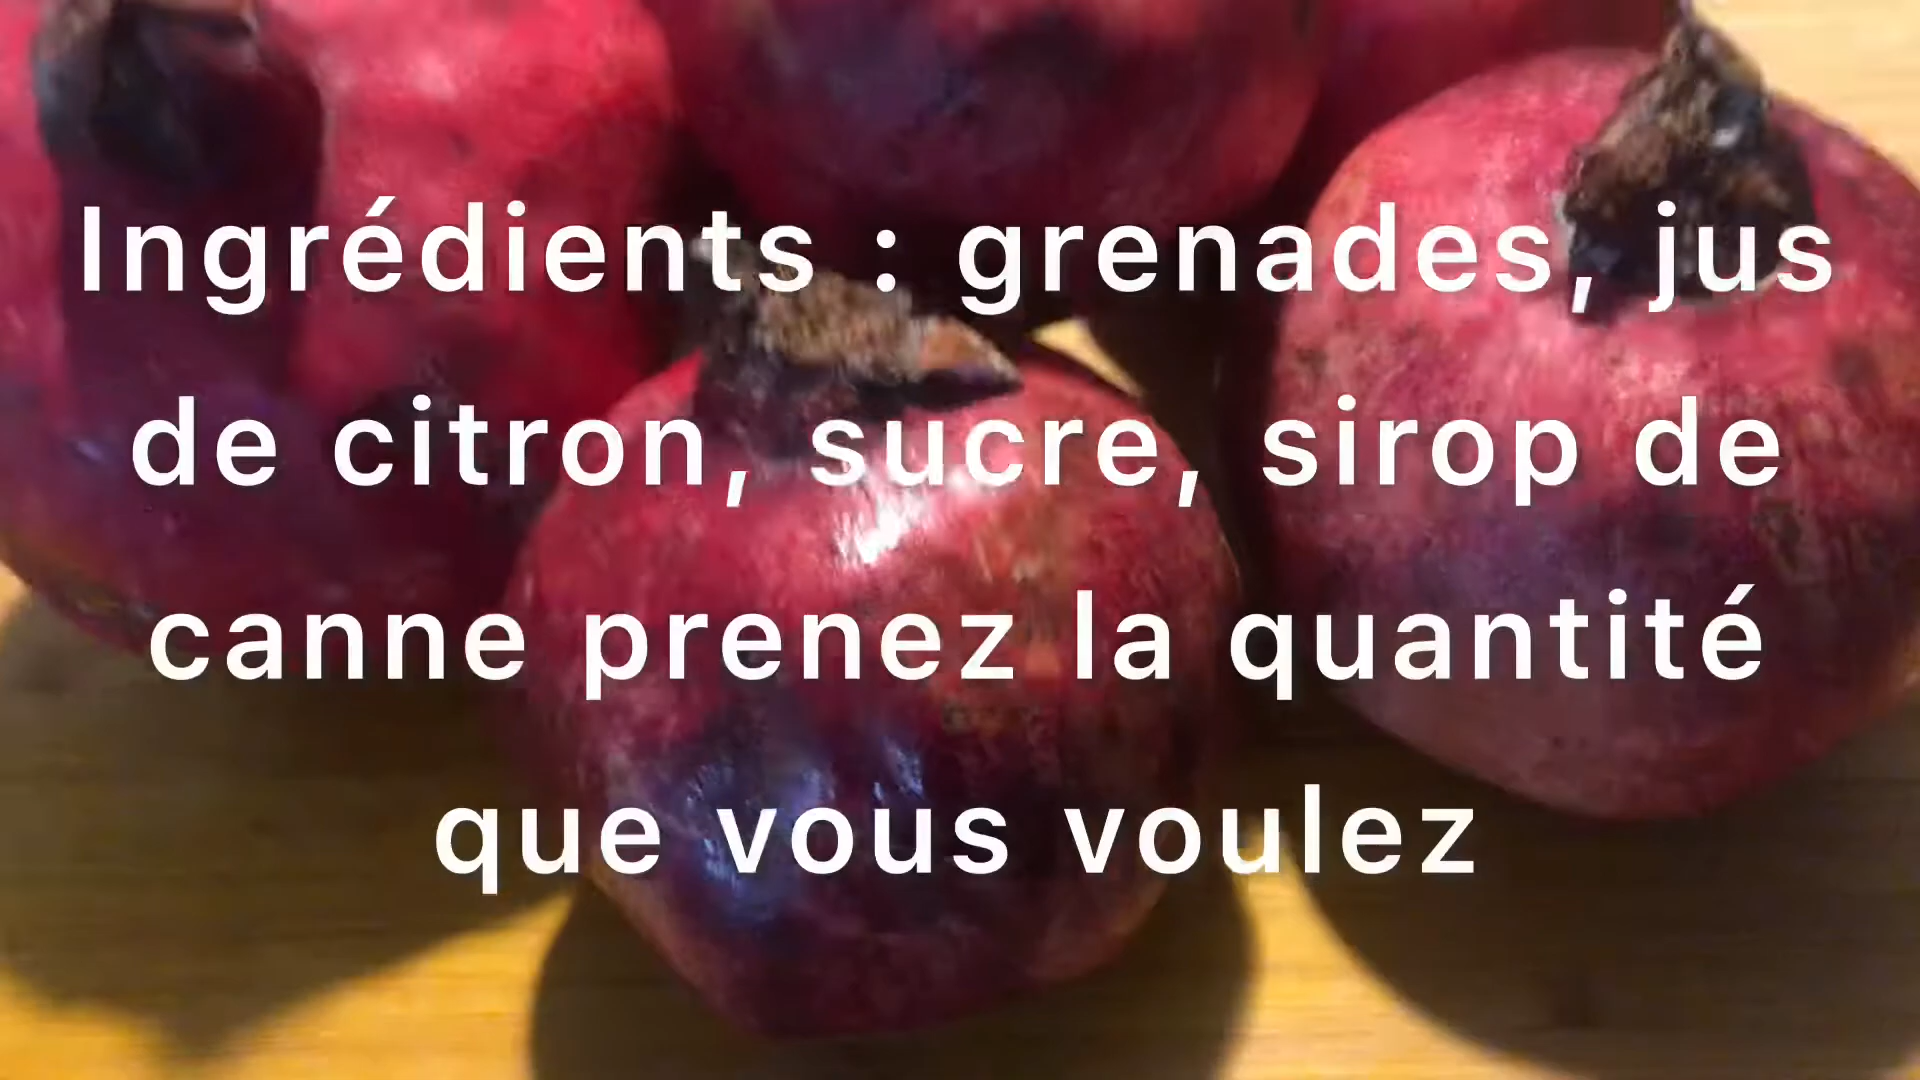 Ingrédients : grenades, jus
de citron, sucre, sirop de
canne prenez la quantité
que vous voulez